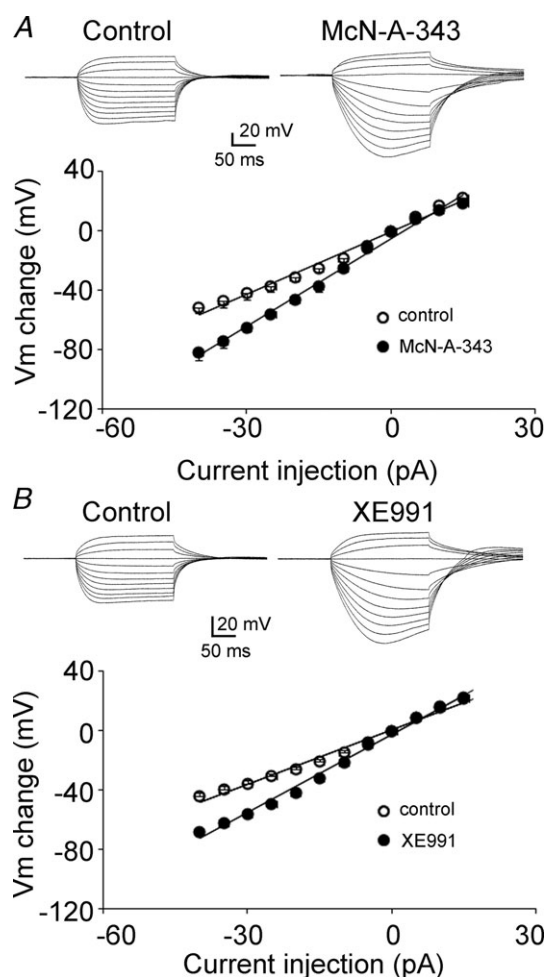 A
Control McN-A-343
20 mV
50 ms
40
0
-40
-80
-120
Vm change (mV)
control
McN-A-343
-60 -30 0 30
Current injection (pA)
B
Control XE991
20 mV
50 ms
40
0
-40
-80
-120
Vm change (mV)
control
XE991
-60 -30 0 30
Current injection (pA)